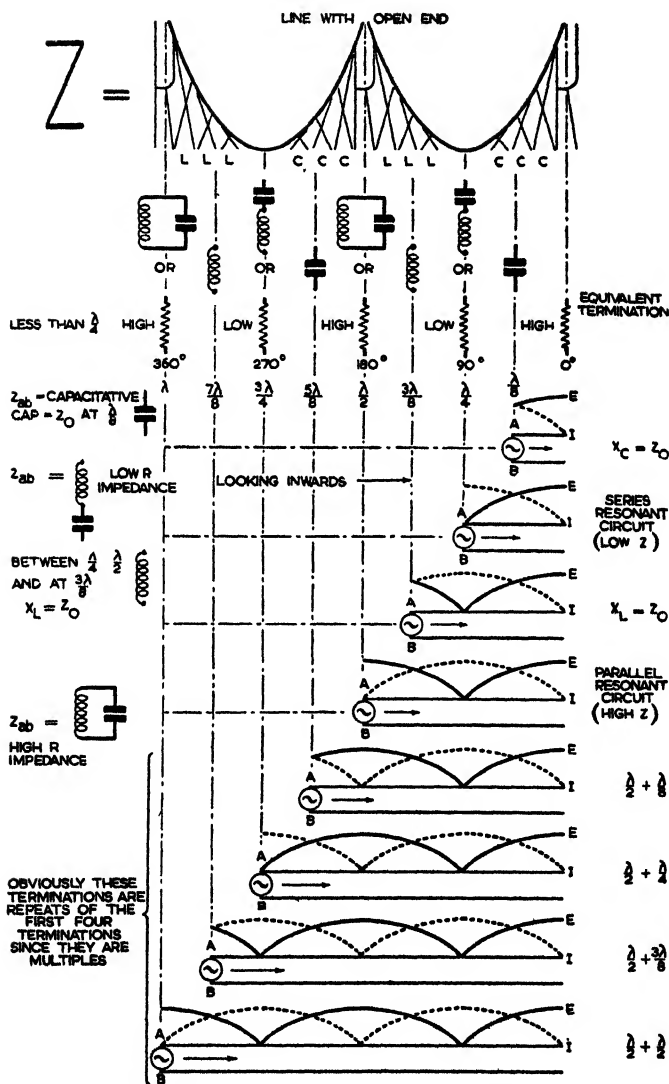 LINE WITH OPEN END
Z =
L L L C C C L L L C C C
OR OR OR OR
EQUIVALENT
TERMINATION
LESS THAN λ/4 HIGH LOW HIGH LOW HIGH
360° 270° 180° 90° 0°
λ 7λ/8 3λ/4 5λ/8 λ/2 3λ/8 λ/4 λ/8
Zab = CAPACITATIVE
CAP = ZO AT λ/8
E
A
I
B
XC = ZO
Zab = LOW R
IMPEDANCE
LOOKING INWARDS
E
A
I
B
SERIES
RESONANT
CIRCUIT
(LOW Z)
BETWEEN λ/4 λ/2
AND AT 3λ/8
XL = ZO
E
A
I
B
XL = ZO
E
A
I
B
PARALLEL
RESONANT
CIRCUIT
(HIGH Z)
Zab =
HIGH R
IMPEDANCE
E
A
I
B
λ/2 + λ/8
E
A
I
B
λ/2 + λ/4
OBVIOUSLY THESE
TERMINATIONS ARE
REPEATS OF THE
FIRST FOUR
TERMINATIONS
SINCE THEY ARE
MULTIPLES
E
A
I
B
λ/2 + 3λ/8
E
A
I
B
λ/2 + λ/2